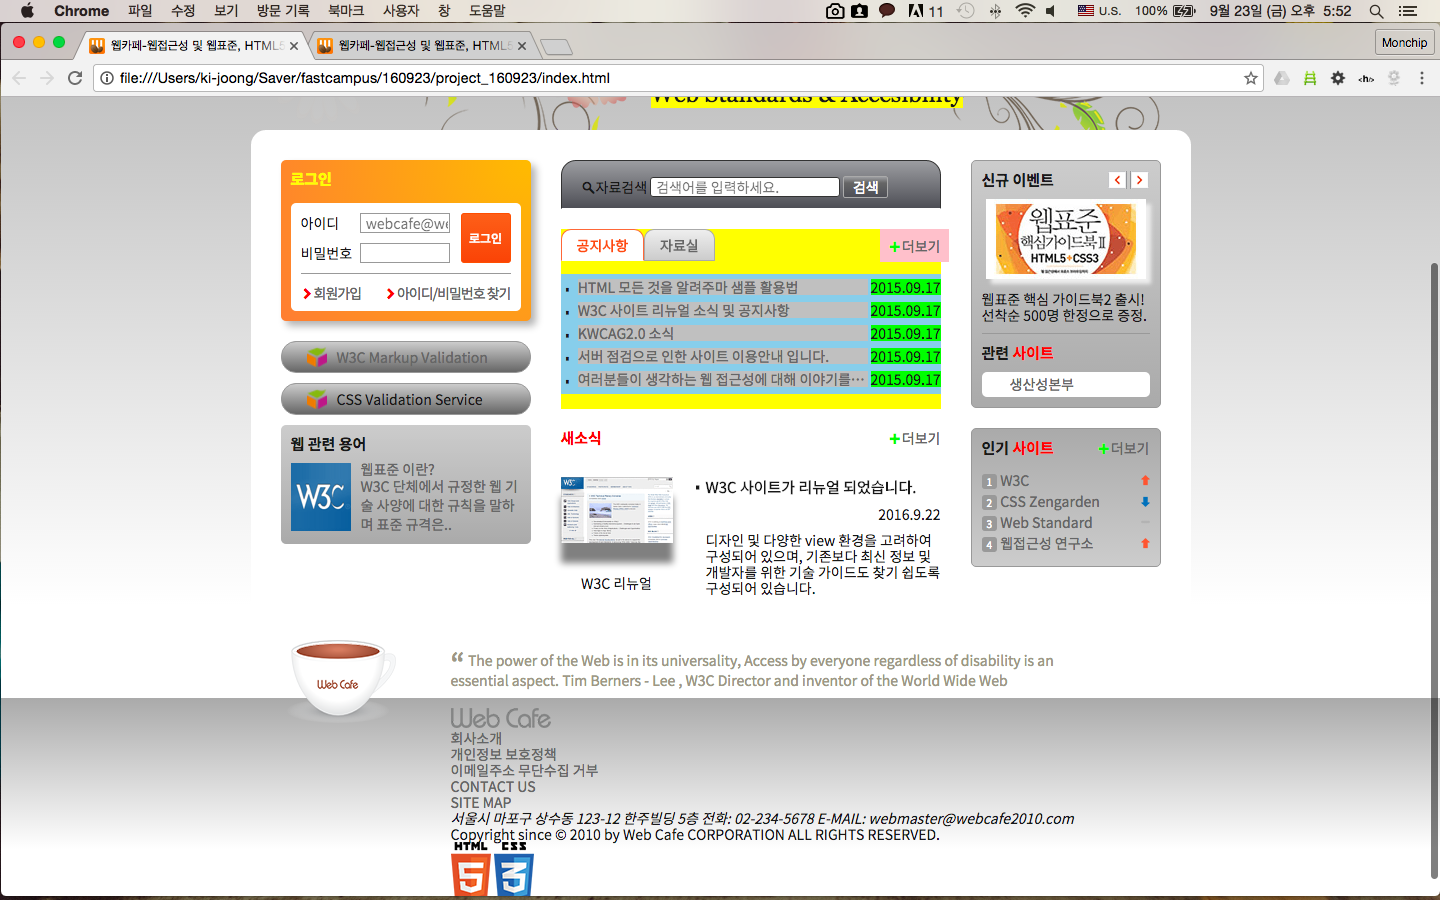 Chrome 파일 수정 보기 방문 기록 북마크 사용자 창 도움말 11 U.S. 100% 9월 23일 (금) 오후 5:52
웹카페-웹접근성 및 웹표준, HTML5
웹카페-웹접근성 및 웹표준, HTML5
Monchip
file:///Users/ki-joong/Saver/fastcampus/160923/project_160923/index.html
Web Standards & Accesibility
로그인
아이디 webcafe@we
비밀번호
로그인
회원가입 아이디/비밀번호 찾기
W3C Markup Validation
CSS Validation Service
웹 관련 용어
W3C
웹표준 이란?
W3C 단체에서 규정한 웹 기
술 사양에 대한 규칙을 말하
며 표준 규격은..
자료검색 검색어를 입력하세요. 검색
공지사항 자료실 더보기
HTML 모든 것을 알려주마 샘플 활용법 2015.09.17
W3C 사이트 리뉴얼 소식 및 공지사항 2015.09.17
KWCAG2.0 소식 2015.09.17
서버 점검으로 인한 사이트 이용안내 입니다. 2015.09.17
여러분들이 생각하는 웹 접근성에 대해 이야기를… 2015.09.17
새소식 더보기
W3C 사이트가 리뉴얼 되었습니다.
2016.9.22
디자인 및 다양한 view 환경을 고려하여
구성되어 있으며, 기존보다 최신 정보 및
개발자를 위한 기술 가이드도 찾기 쉽도록
구성되어 있습니다.
W3C 리뉴얼
신규 이벤트
웹표준
핵심가이드북Ⅱ
HTML5+CSS3
웹표준 핵심 가이드북2 출시!
선착순 500명 한정으로 증정.
관련 사이트
생산성본부
인기 사이트 더보기
1 W3C
2 CSS Zengarden
3 Web Standard
4 웹접근성 연구소
Web Cafe
“ The power of the Web is in its universality, Access by everyone regardless of disability is an
essential aspect. Tim Berners - Lee , W3C Director and inventor of the World Wide Web
Web Cafe
회사소개
개인정보 보호정책
이메일주소 무단수집 거부
CONTACT US
SITE MAP
서울시 마포구 상수동 123-12 한주빌딩 5층 전화: 02-234-5678 E-MAIL: webmaster@webcafe2010.com
Copyright since © 2010 by Web Cafe CORPORATION ALL RIGHTS RESERVED.
HTML CSS
5 3